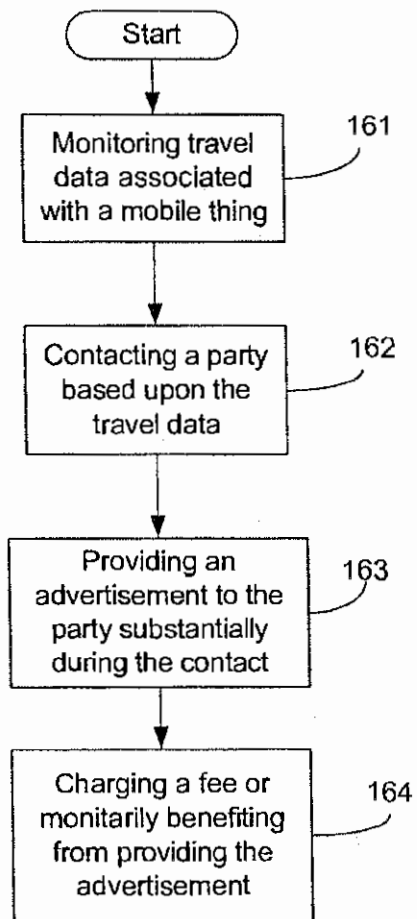 Start
161
Monitoring travel
data associated
with a mobile thing
162
Contacting a party
based upon the
travel data
163
Providing an
advertisement to the
party substantially
during the contact
164
Charging a fee or
monitarily benefiting
from providing the
advertisement